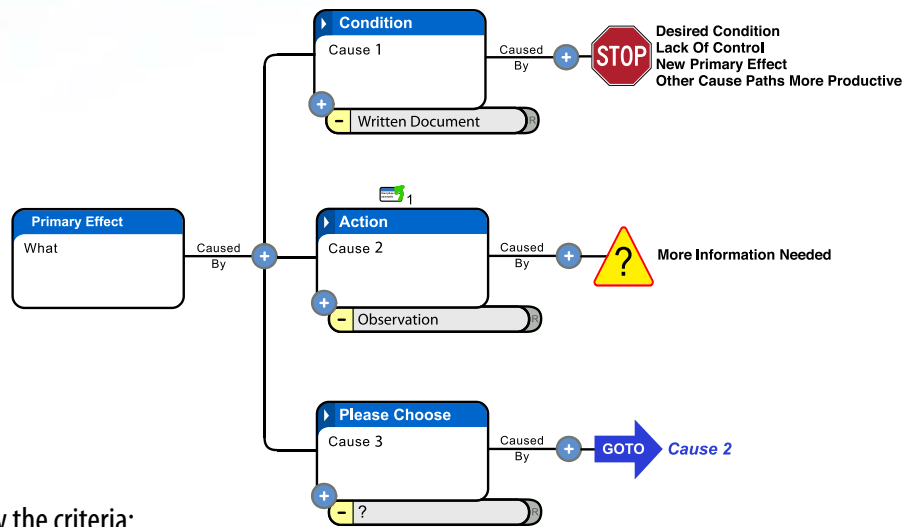 Condition
Cause 1
Caused
By
STOP
Desired Condition
Lack Of Control
New Primary Effect
Other Cause Paths More Productive
Written Document
R
1
Primary Effect
What
Caused
By
Action
Cause 2
Caused
By
?
More Information Needed
Observation
R
Please Choose
Cause 3
Caused
By
GOTO
Cause 2
?
R
the criteria: